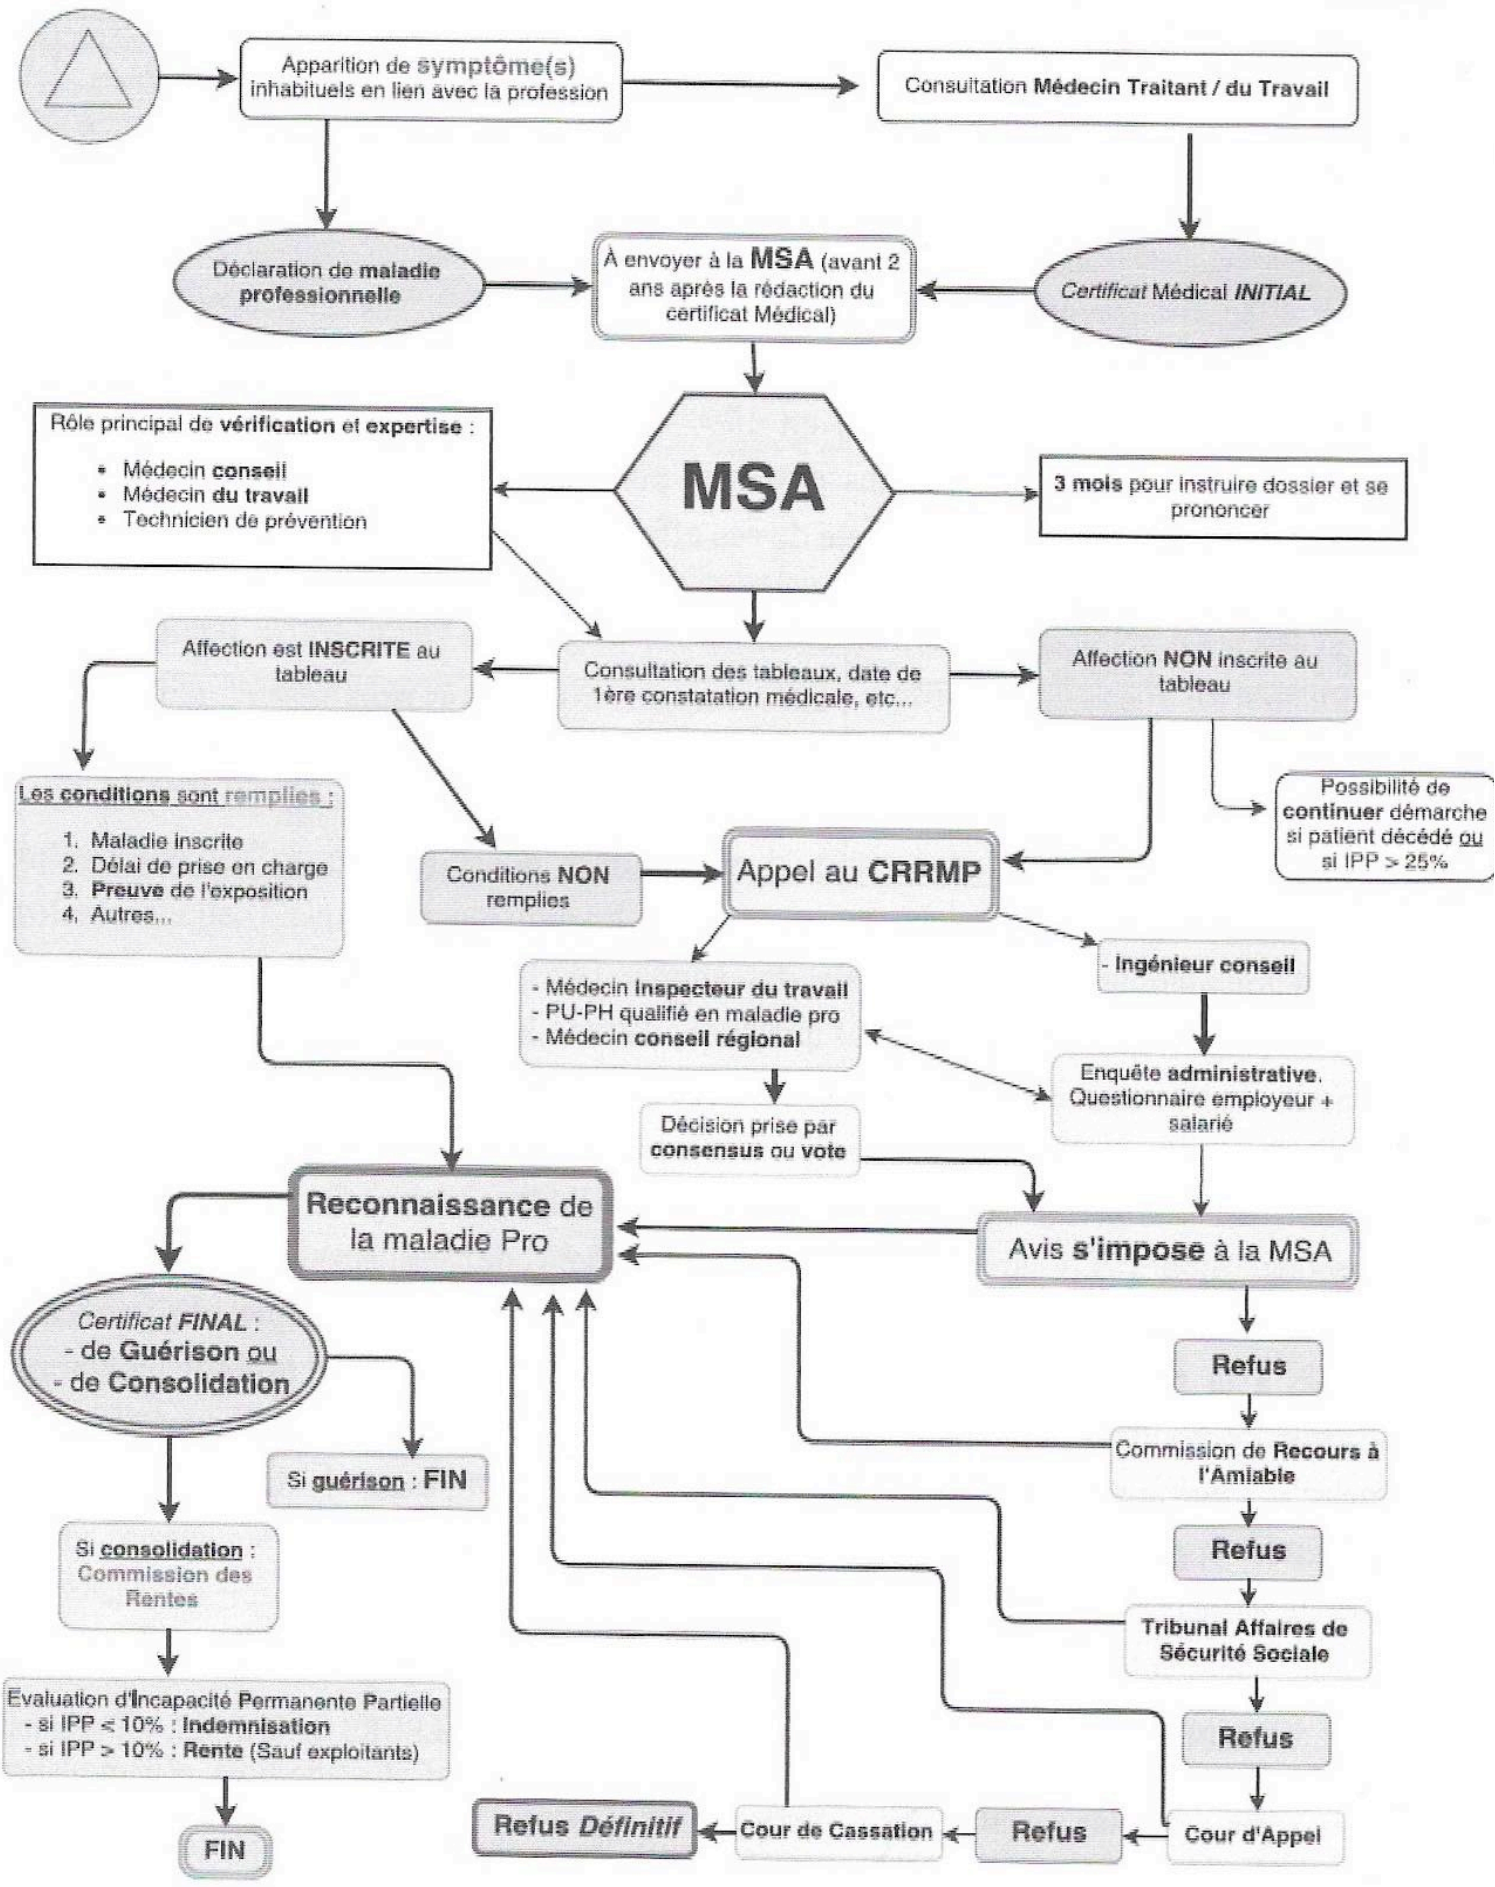 Apparition de symptôme(s)
inhabituels en lien avec la profession
Consultation Médecin Traitant / du Travail
Déclaration de maladie
professionnelle
À envoyer à la MSA (avant 2
ans après la rédaction du
certificat Médical)
Certificat Médical INITIAL
Rôle principal de vérification et expertise :
• Médecin conseil
• Médecin du travail
• Technicien de prévention
MSA
3 mois pour instruire dossier et se
prononcer
Affection est INSCRITE au
tableau
Consultation des tableaux, date de
1ère constatation médicale, etc...
Affection NON inscrite au
tableau
Les conditions sont remplies :
1. Maladie inscrite
2. Délai de prise en charge
3. Preuve de l'exposition
4. Autres...
Conditions NON
remplies
Appel au CRRMP
Possibilité de
continuer démarche
si patient décédé ou
si IPP > 25%
- Médecin inspecteur du travail
- PU-PH qualifié en maladie pro
- Médecin conseil régional
- Ingénieur conseil
Enquête administrative.
Questionnaire employeur +
salarié
Décision prise par
consensus ou vote
Reconnaissance de
la maladie Pro
Avis s'impose à la MSA
Certificat FINAL :
- de Guérison ou
- de Consolidation
Refus
Commission de Recours à
l'Amiable
Si guérison : FIN
Refus
Si consolidation :
Commission des
Rentes
Tribunal Affaires de
Sécurité Sociale
Evaluation d'Incapacité Permanente Partielle
- si IPP < 10% : Indemnisation
- si IPP > 10% : Rente (Sauf exploitants)
Refus
Refus Définitif
Cour de Cassation
Refus
Cour d'Appel
FIN